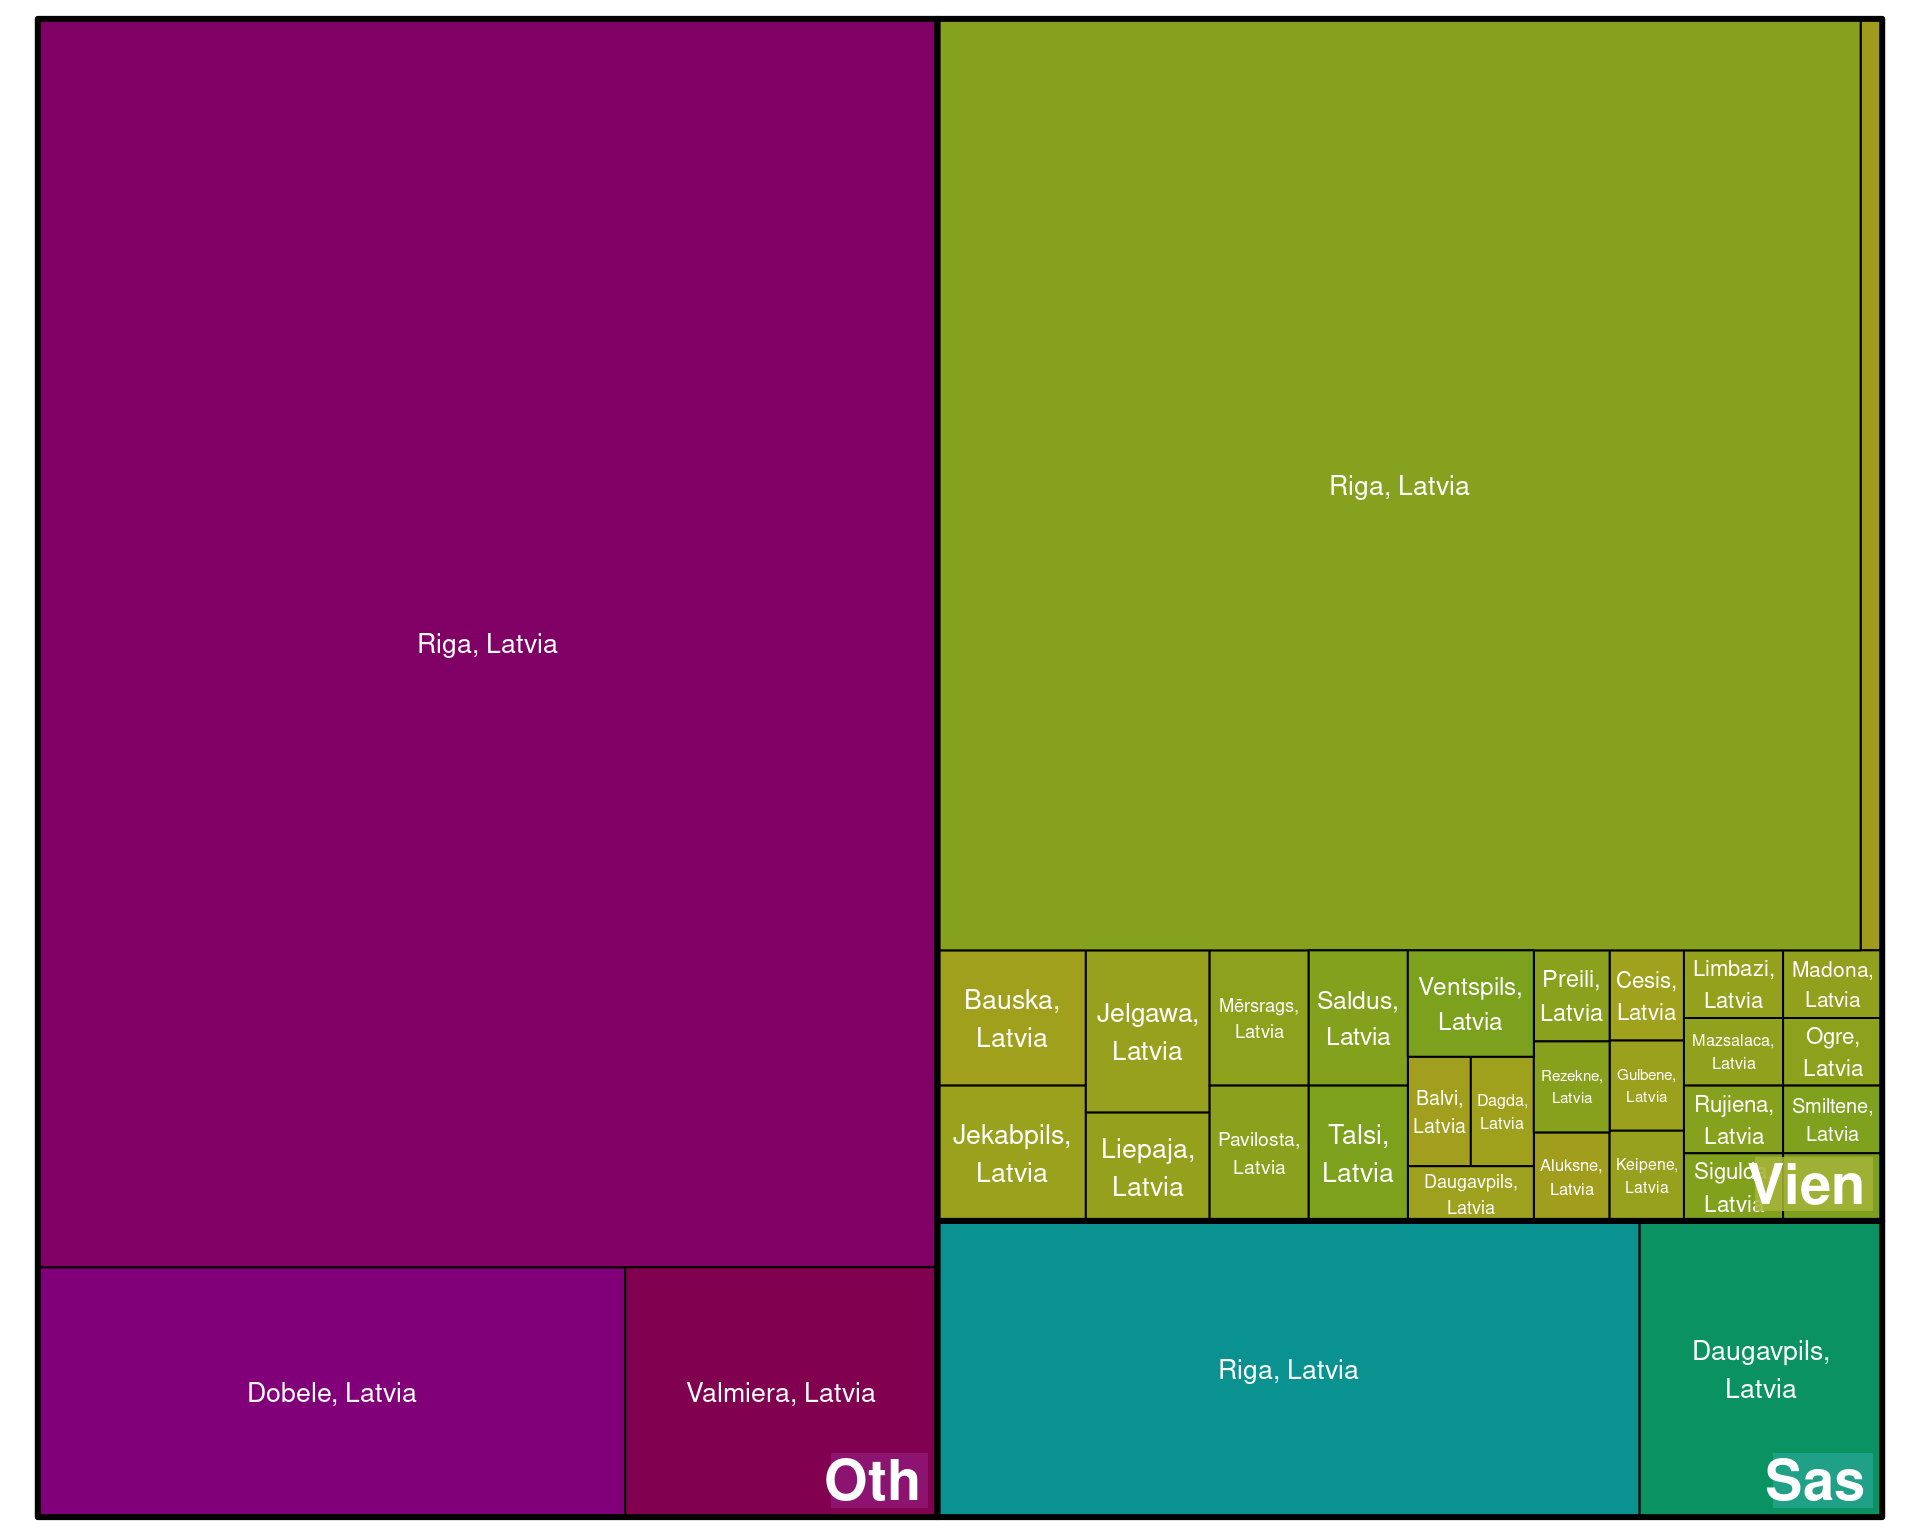 Riga, Latvia
Dobele, Latvia
Valmiera, Latvia
Oth
Riga, Latvia
Bauska,
Latvia
Jekabpils,
Latvia
Jelgawa,
Latvia
Liepaja,
Latvia
Mērsrags,
Latvia
Pavilosta,
Latvia
Saldus,
Latvia
Talsi,
Latvia
Ventspils,
Latvia
Balvi,
Latvia
Dagda,
Latvia
Daugavpils,
Latvia
Preili,
Latvia
Rezekne,
Latvia
Aluksne,
Latvia
Cesis,
Latvia
Gulbene,
Latvia
Keipene,
Latvia
Limbazi,
Latvia
Mazsalaca,
Latvia
Rujiena,
Latvia
Latvia
Madona,
Latvia
Ogre,
Latvia
Smiltene,
Latvia
Vien
Riga, Latvia
Daugavpils,
Latvia
Sas